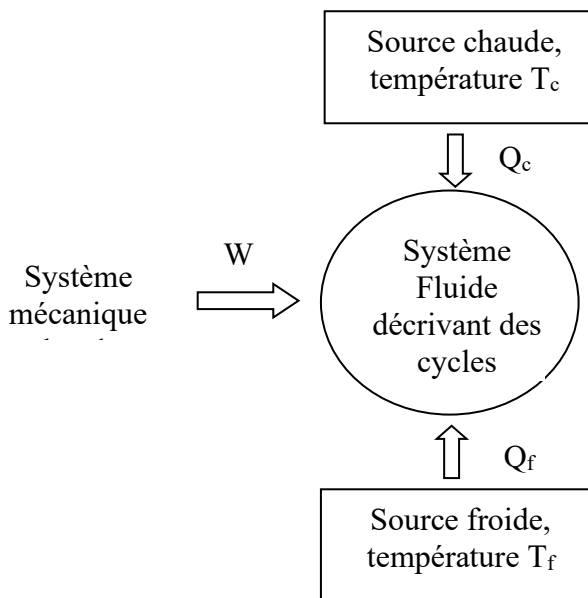 Source chaude,
température Tc
Qc
W
Système
mécanique
Système
Fluide
décrivant des
cycles
Qf
Source froide,
température Tf